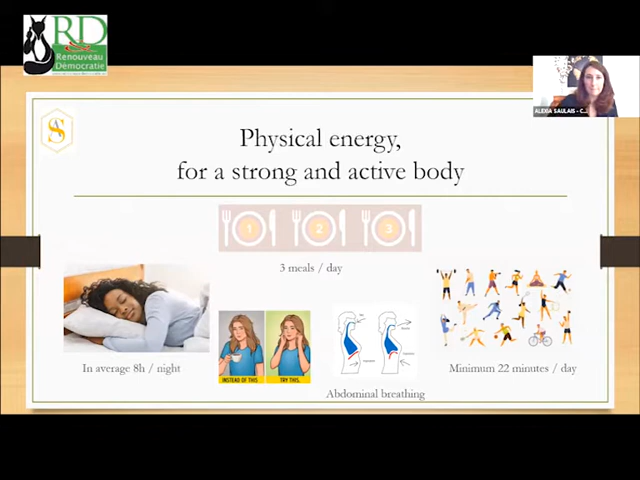 RD
Renouveau
Démocratie
ALEXIA SAULAIS - C...
S
Physical energy,
for a strong and active body
1 2 3
3 meals / day
In average 8h / night
INSTEAD OF THIS
TRY THIS.
Abdominal breathing
Minimum 22 minutes / day